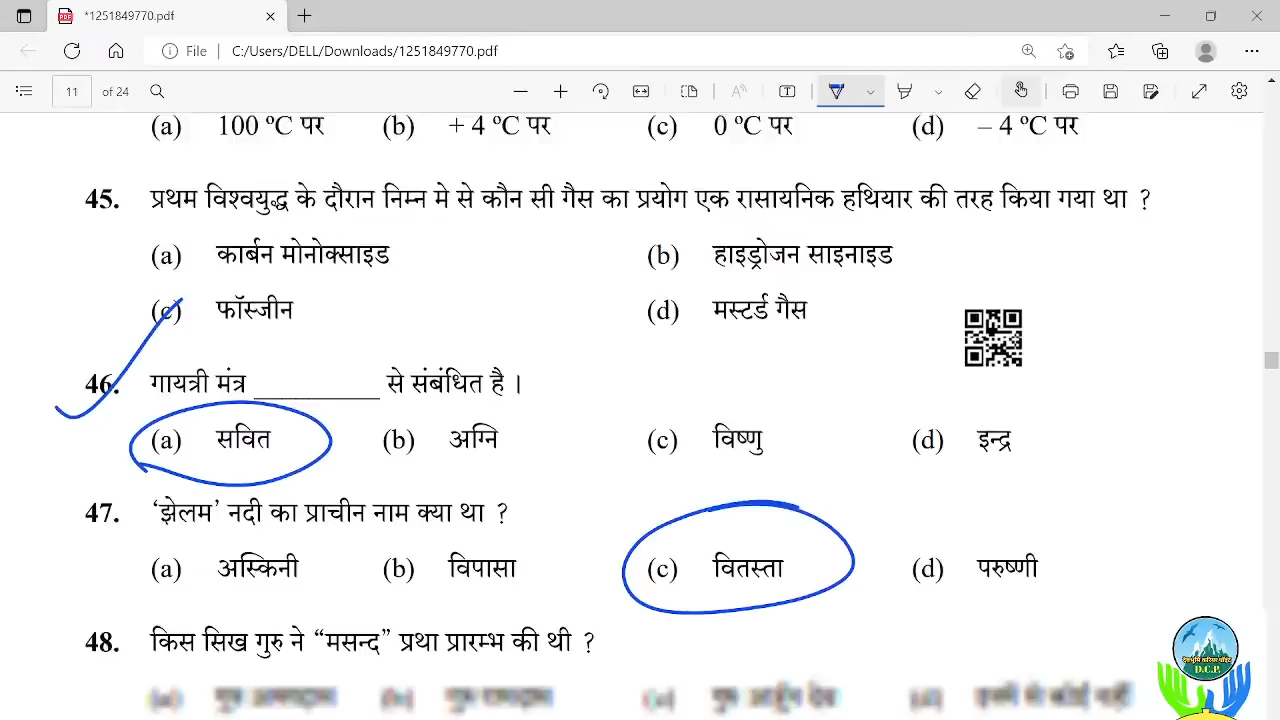 *1251849770.pdf
File C:/Users/DELL/Downloads/1251849770.pdf
11 of 24
(a) 100 ºC पर (b) + 4 ºC पर (c) 0 ºC पर (d) – 4 ºC पर
45. प्रथम विश्वयुद्ध के दौरान निम्न मे से कौन सी गैस का प्रयोग एक रासायनिक हथियार की तरह किया गया था ?
(a) कार्बन मोनोक्साइड (b) हाइड्रोजन साइनाइड
(c) फॉस्जीन (d) मस्टर्ड गैस
46. गायत्री मंत्र _________ से संबंधित है ।
(a) सवित (b) अग्नि (c) विष्णु (d) इन्द्र
47. ‘झेलम’ नदी का प्राचीन नाम क्या था ?
(a) अस्किनी (b) विपासा (c) वितस्ता (d) परुष्णी
48. किस सिख गुरु ने “मसन्द” प्रथा प्रारम्भ की थी ?
D.C.P.